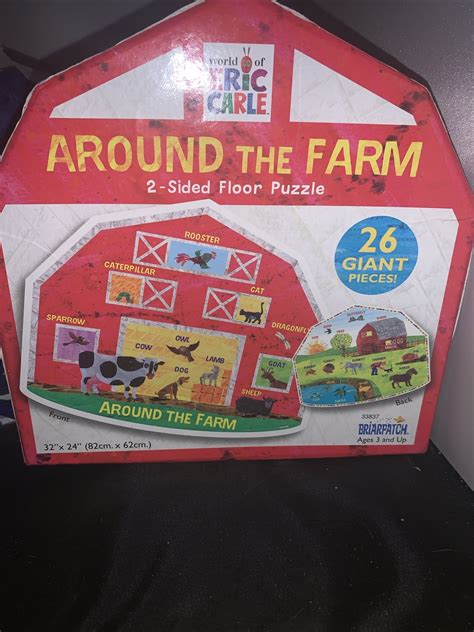 world of
ERIC
CARLE
AROUND THE FARM
2-Sided Floor Puzzle
26
GIANT
PIECES!
ROOSTER
CATERPILLAR
CAT
SPARROW
DRAGONFLY
OWL
COW
LAMB
DOG
GOAT
SHEEP
AROUND THE FARM
Front
Back
32" x 24" (82cm. x 62cm.)
33837
BRIARPATCH
Ages 3 and Up